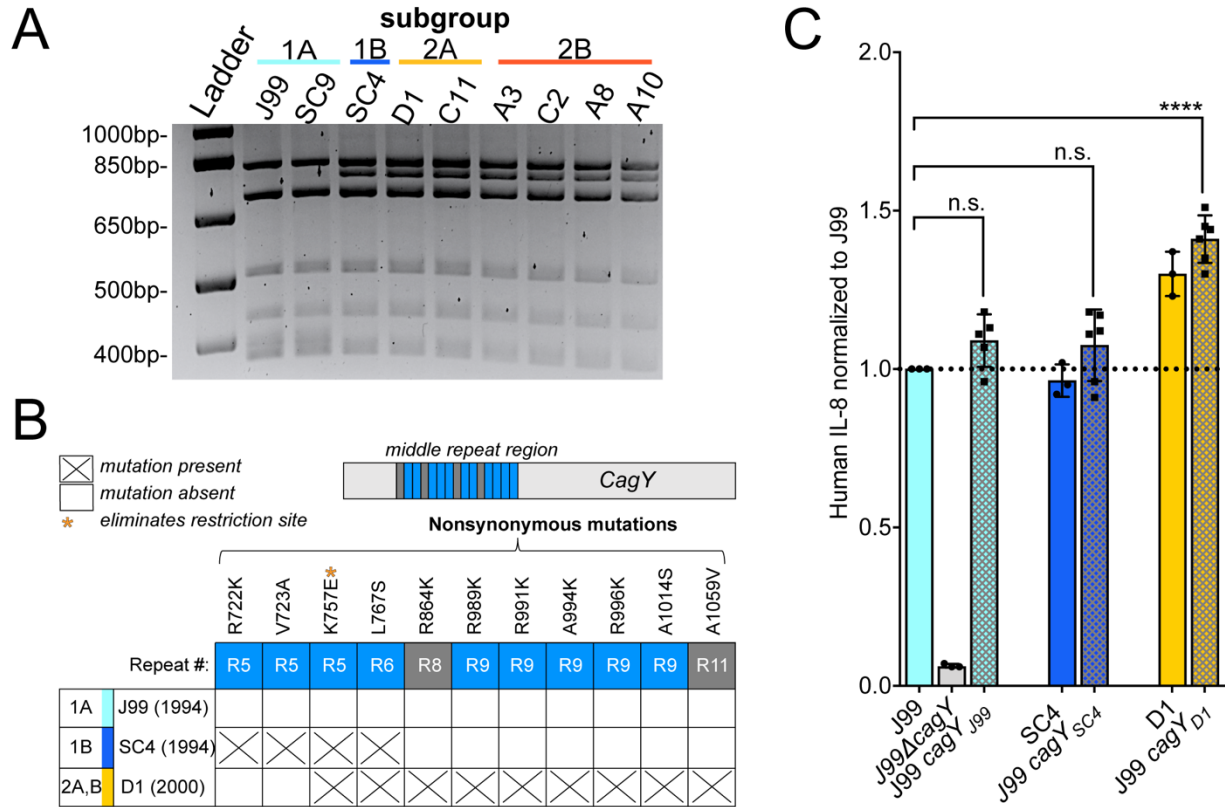 A
subgroup
1A 1B 2A 2B
Ladder J99 SC9 SC4 D1 C11 A3 C2 A8 A10
1000bp-
850bp-
650bp-
500bp-
400bp-
B
mutation present
mutation absent
* eliminates restriction site
middle repeat region
CagY
Nonsynonymous mutations
R722K V723A K757E* L767S R864K R989K R991K A994K R996K A1014S A1059V
Repeat #: R5 R5 R5 R6 R8 R9 R9 R9 R9 R9 R11
1A J99 (1994)
1B SC4 (1994)
2A,B D1 (2000)
C
Human IL-8 normalized to J99
2.0
1.5
1.0
0.5
0.0
****
n.s.
n.s.
J99 J99ΔcagY J99 cagY J99 SC4 J99 cagY SC4 D1 J99 cagY D1